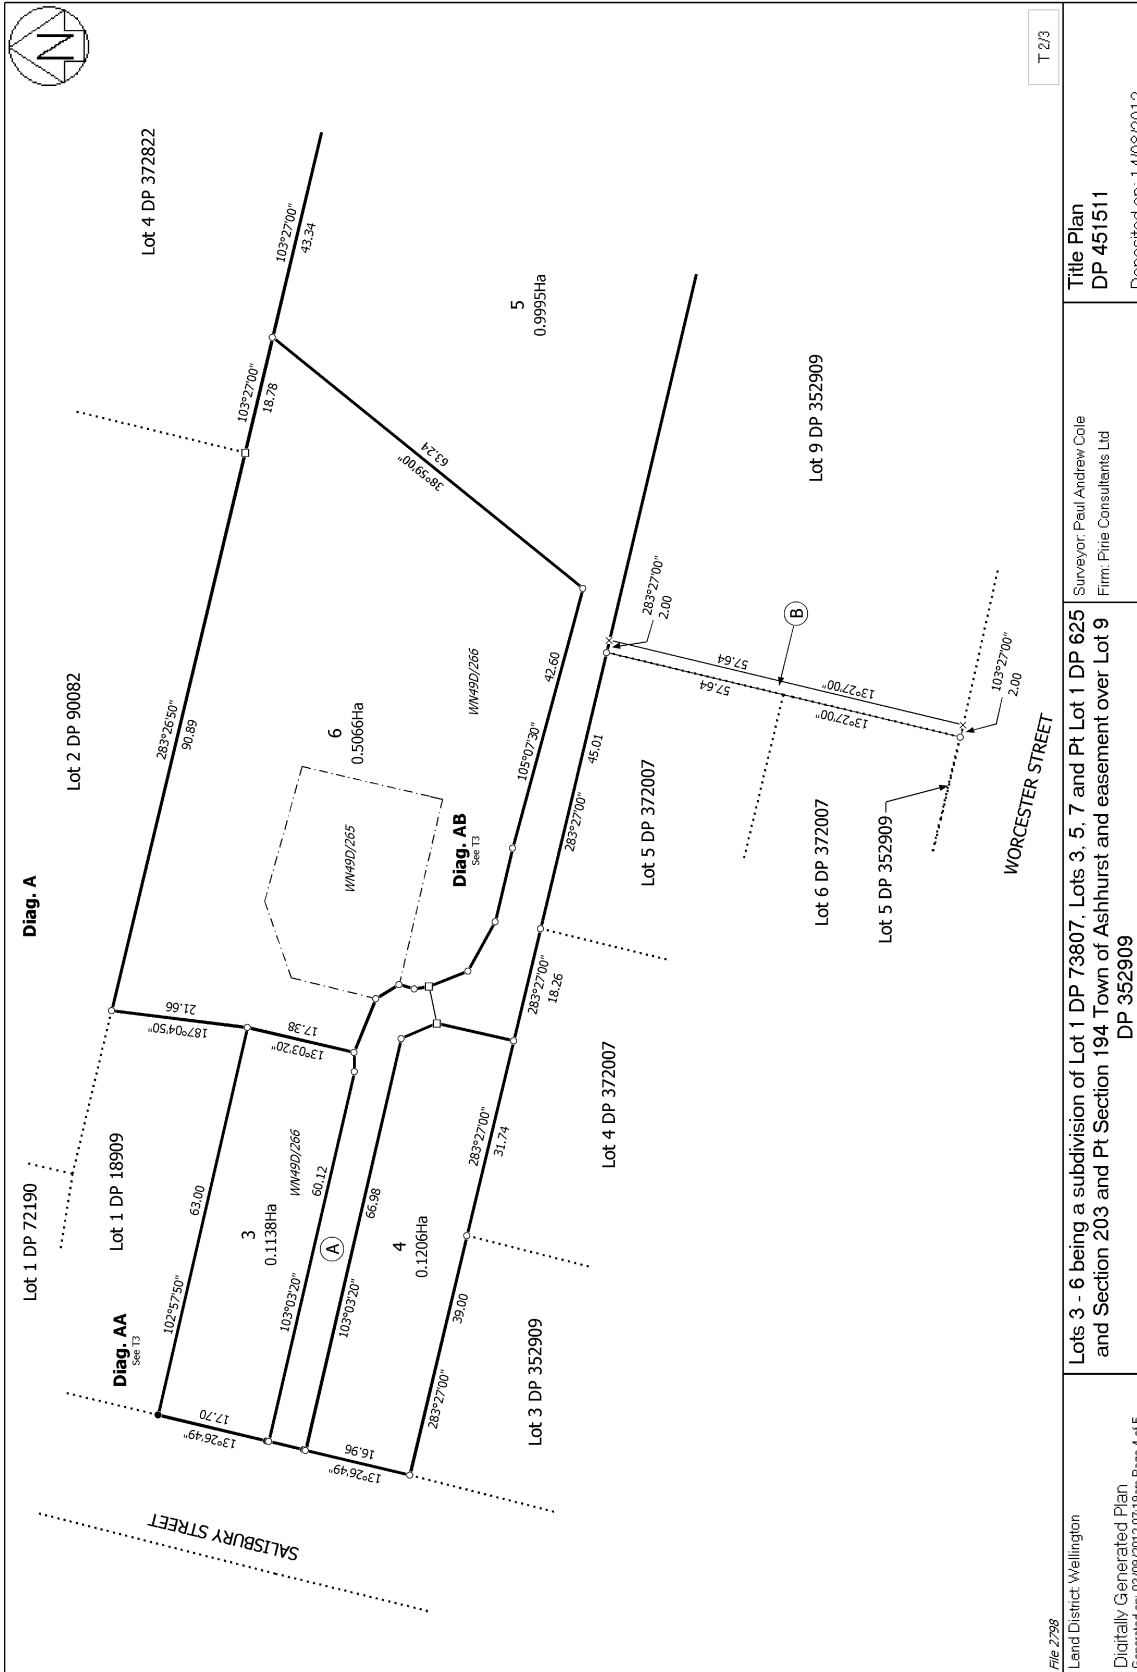 N
T 2/3
Diag. A
Lot 1 DP 72190
Lot 2 DP 90082
Lot 4 DP 372822
Diag. AA
See T3
Lot 1 DP 18909
102°57'50"
63.00
187°04'50"
21.66
283°26'50"
90.89
103°27'00"
18.78
103°27'00"
43.34
13°26'49"
17.70
3
0.1138Ha
WN49D/266
13°03'20"
17.38
103°03'20"
60.12
A
103°03'20"
66.98
4
0.1206Ha
13°26'49"
16.96
SALISBURY STREET
WN49D/265
6
0.5066Ha
WN49D/266
Diag. AB
See T3
38°59'00"
63.24
5
0.9995Ha
105°07'30"
42.60
283°27'00"
39.00
283°27'00"
31.74
283°27'00"
18.26
283°27'00"
45.01
283°27'00"
2.00
Lot 3 DP 352909
Lot 4 DP 372007
Lot 5 DP 372007
Lot 9 DP 352909
13°27'00"
57.64
13°27'00"
57.64
B
Lot 6 DP 372007
Lot 5 DP 352909
103°27'00"
2.00
WORCESTER STREET
File 2798
Land District: Wellington
Digitally Generated Plan
Lots 3 - 6 being a subdivision of Lot 1 DP 73807, Lots 3, 5, 7 and Pt Lot 1 DP 625
and Section 203 and Pt Section 194 Town of Ashhurst and easement over Lot 9
DP 352909
Surveyor: Paul Andrew Cole
Firm: Pirie Consultants Ltd
Title Plan
DP 451511